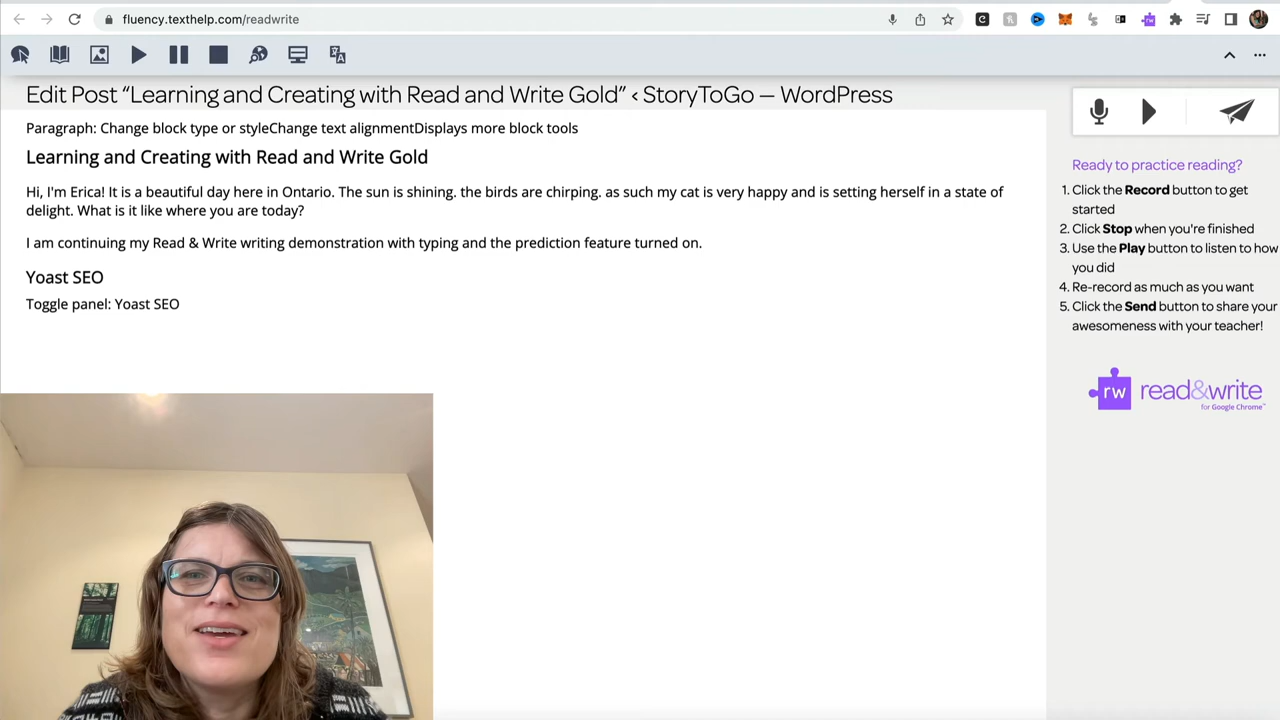 fluency.texthelp.com/readwrite
Edit Post “Learning and Creating with Read and Write Gold” ‹ StoryToGo — WordPress
Paragraph: Change block type or styleChange text alignmentDisplays more block tools
Learning and Creating with Read and Write Gold
Hi, I'm Erica! It is a beautiful day here in Ontario. The sun is shining. the birds are chirping. as such my cat is very happy and is setting herself in a state of
delight. What is it like where you are today?
I am continuing my Read & Write writing demonstration with typing and the prediction feature turned on.
Yoast SEO
Toggle panel: Yoast SEO
Ready to practice reading?
1. Click the Record button to get
started
2. Click Stop when you're finished
3. Use the Play button to listen to how
you did
4. Re-record as much as you want
5. Click the Send button to share your
awesomeness with your teacher!
rw read&write
for Google Chrome™